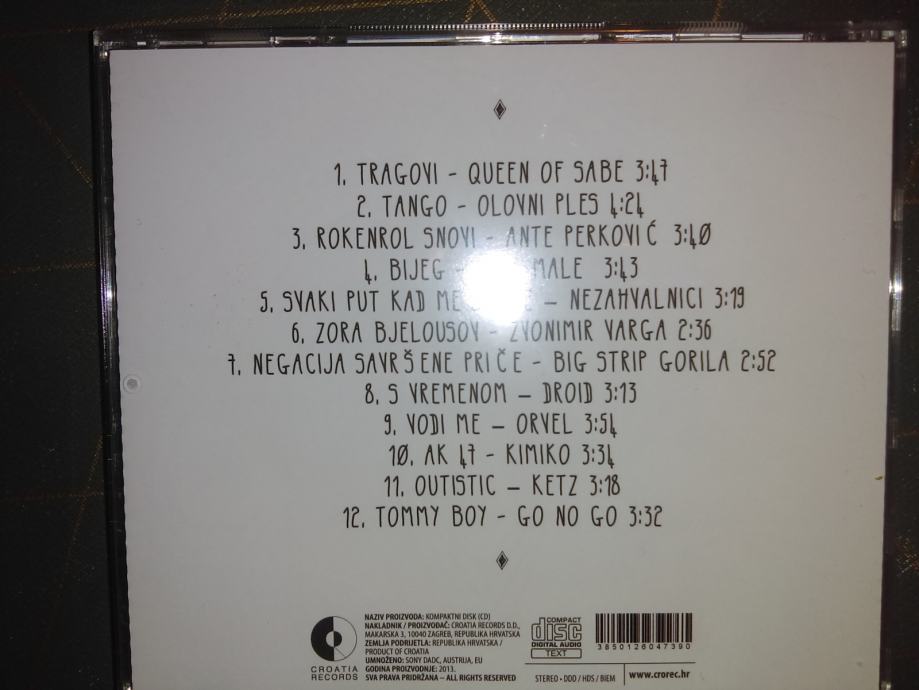 1. TRAGOVI - QUEEN OF SABE 3:47
2. TANGO - OLOVNI PLES 4:24
3. ROKENROL SNOVI - ANTE PERKOVIĆ 3:40
4. BIJEG - MALE 3:43
5. SVAKI PUT KAD ME – NEZAHVALNICI 3:19
6. ZORA BJELOUSOV - ZVONIMIR VARGA 2:36
7. NEGACIJA SAVRŠENE PRIČE - BIG STRIP GORILA 2:52
8. S VREMENOM – DROID 3:13
9. VODI ME – ORVEL 3:54
10. AK 47 - KIMIKO 3:34
11. OUTISTIC – KETZ 3:18
12. TOMMY BOY - GO NO GO 3:32
CROATIA
RECORDS
NAZIV PROIZVODA: KOMPAKTNI DISK (CD)
NAKLADNIK / PROIZVOĐAČ: CROATIA RECORDS D.D.,
MAKARSKA 3, 10040 ZAGREB, REPUBLIKA HRVATSKA
ZEMLJA PODRIJETLA: REPUBLIKA HRVATSKA /
PRODUCT OF CROATIA
UMNOŽENO: SONY DADC, AUSTRIJA, EU
GODINA PROIZVODNJE: 2013.
SVA PRAVA PRIDRŽANA – ALL RIGHTS RESERVED
COMPACT
disc
DIGITAL AUDIO
TEXT
3850126047390
STEREO • DDD / HDS / BIEM
www.crorec.hr